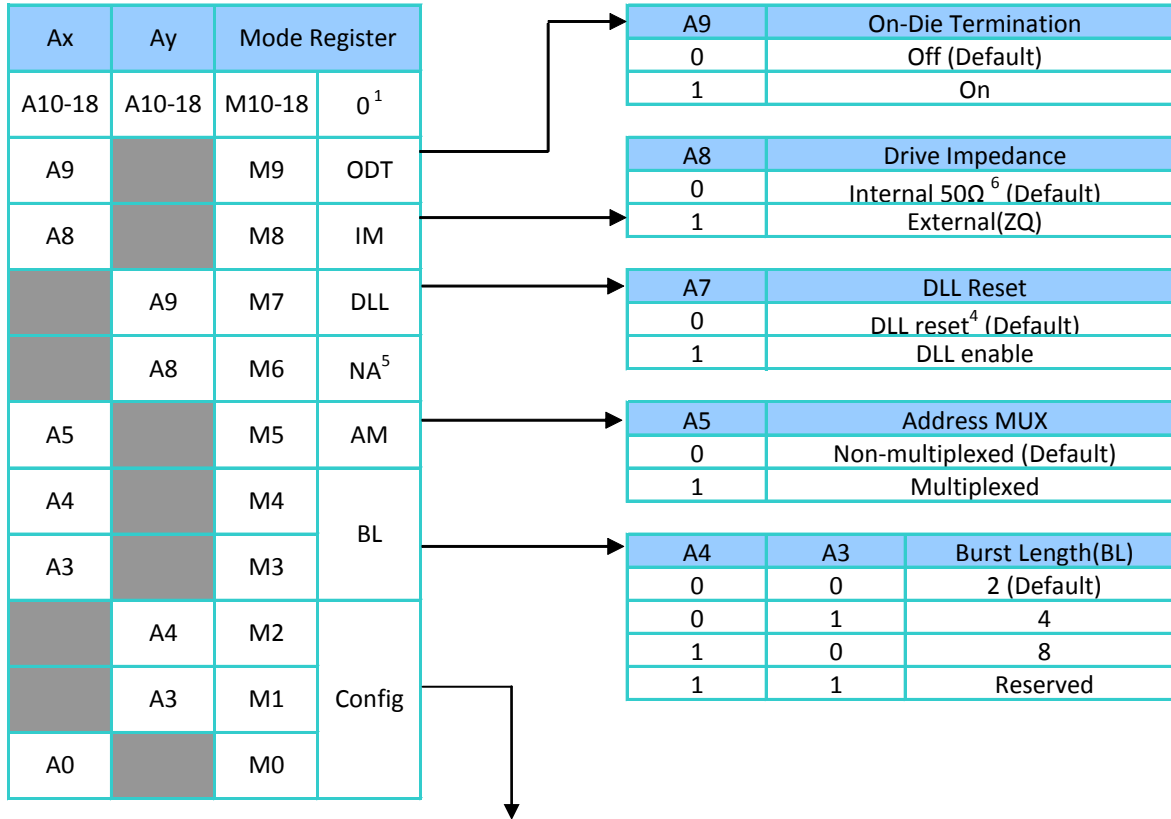 Ax Ay Mode Register
A10-18 A10-18 M10-18 0¹
A9 M9 ODT
A8 M8 IM
A9 M7 DLL
A8 M6 NA⁵
A5 M5 AM
A4 M4
BL
A3 M3
A4 M2
A3 M1 Config
A0 M0
A9 On-Die Termination
0 Off (Default)
1 On
A8 Drive Impedance
0 Internal 50Ω ⁶ (Default)
1 External(ZQ)
A7 DLL Reset
0 DLL reset⁴ (Default)
1 DLL enable
A5 Address MUX
0 Non-multiplexed (Default)
1 Multiplexed
A4 A3 Burst Length(BL)
0 0 2 (Default)
0 1 4
1 0 8
1 1 Reserved